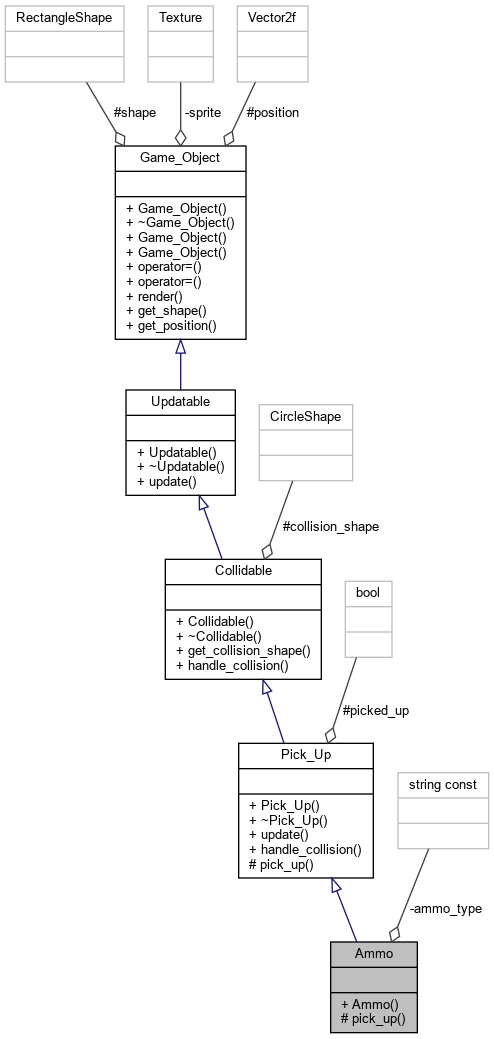 RectangleShape
Texture
Vector2f
#shape
-sprite
#position
Game_Object
+ Game_Object()
+ ~Game_Object()
+ Game_Object()
+ Game_Object()
+ operator=()
+ operator=()
+ render()
+ get_shape()
+ get_position()
Updatable
+ Updatable()
+ ~Updatable()
+ update()
CircleShape
#collision_shape
Collidable
+ Collidable()
+ ~Collidable()
+ get_collision_shape()
+ handle_collision()
bool
#picked_up
Pick_Up
+ Pick_Up()
+ ~Pick_Up()
+ update()
+ handle_collision()
# pick_up()
string const
-ammo_type
Ammo
+ Ammo()
# pick_up()